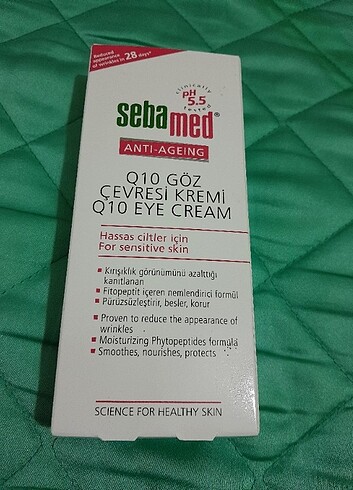 Reduced
appearance
of wrinkles in 28 days*
clinically
pH
5.5
tested
sebamed®
ANTI-AGEING
Q10 GÖZ
ÇEVRESİ KREMİ
Q10 EYE CREAM
Hassas ciltler için
For sensitive skin
• Kırışıklık görünümünü azalttığı
kanıtlanan
• Fitopeptit içeren nemlendirici formül
• Pürüzsüzleştirir, besler, korur
• Proven to reduce the appearance of
wrinkles
• Moisturizing Phytopeptides formula
• Smoothes, nourishes, protects
SCIENCE FOR HEALTHY SKIN